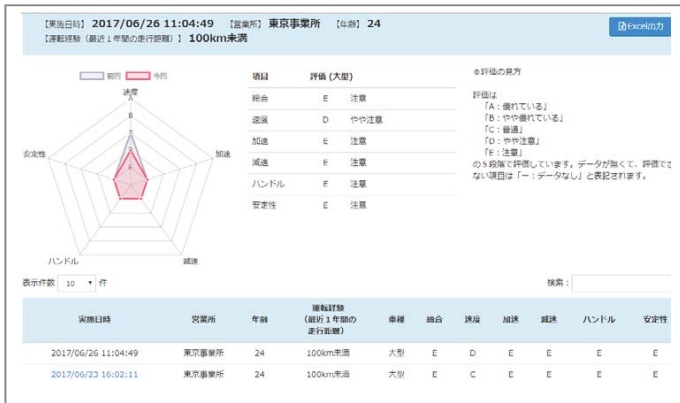 【実施日時】 2017/06/26 11:04:49 【営業所】 東京事業所 【年齢】 24
【運転経験（最近１年間の走行距離）】 100km未満
Excel出力
前回 今回
速度
A
B
E
加速
減速
ハンドル
安定性
項目 評価 (大型)
総合 E 注意
速度 D やや注意
加速 E 注意
減速 E 注意
ハンドル E 注意
安定性 E 注意
◎評価の見方
評価は
「A：優れている」
「B：やや優れている」
「C：普通」
「D：やや注意」
「E：注意」
の５段階で評価しています。データが無くて、評価でき
ない項目は「ー：データなし」と表記されます。
表示件数 10 件
検索：
実施日時 営業所 年齢 運転経験（最近１年間の走行距離） 車種 総合 速度 加速 減速 ハンドル 安定性
2017/06/26 11:04:49 東京事業所 24 100km未満 大型 E D E E E E
2017/06/23 16:02:11 東京事業所 24 100km未満 大型 E C E E E E